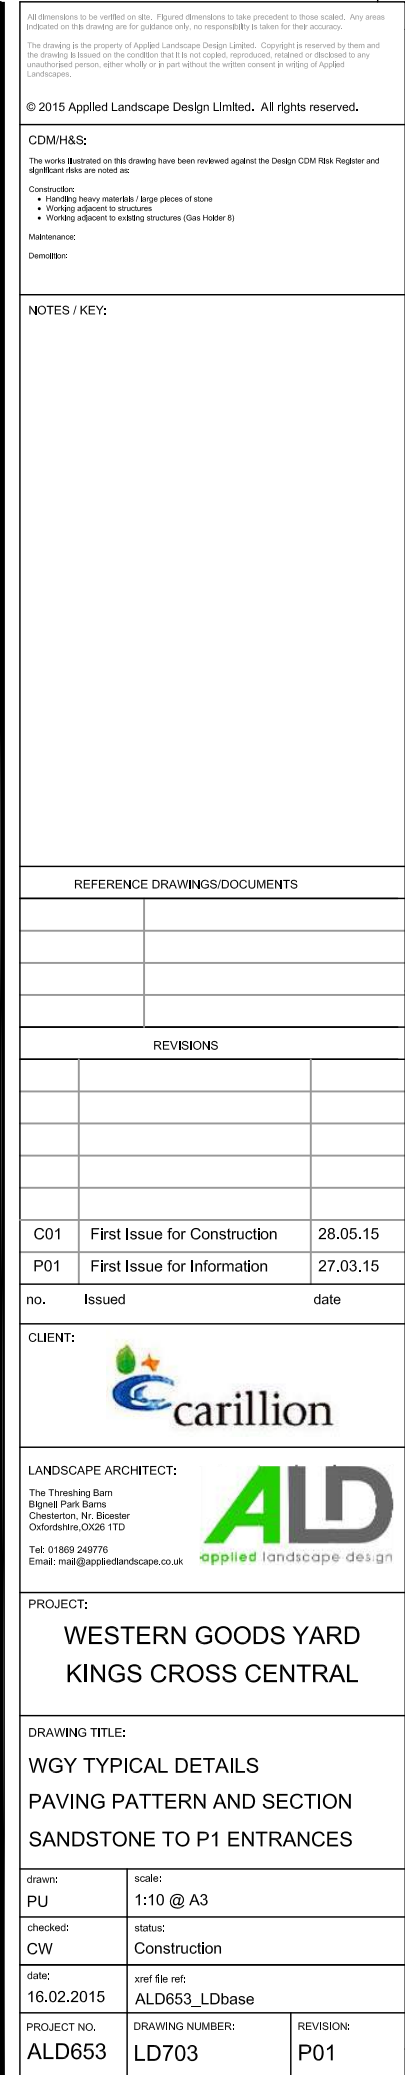 All dimensions to be verified on site. Figured dimensions to take precedent to those scaled. Any areas
indicated on this drawing are for guidance only, no responsibility is taken for their accuracy.
The drawing is the property of Applied Landscape Design Limited. Copyright is reserved by them and
the drawing is issued on the condition that it is not copied, reproduced, retained or disclosed to any
unauthorised person, either wholly or in part without the written consent in writing of Applied
Landscapes.
© 2015 Applied Landscape Design Limited. All rights reserved.
CDM/H&S:
The works illustrated on this drawing have been reviewed against the Design CDM Risk Register and
significant risks are noted as:
Construction:
• Handling heavy materials / large pieces of stone
• Working adjacent to structures
• Working adjacent to existing structures (Gas Holder 8)
Maintenance:
Demolition:
NOTES / KEY:
REFERENCE DRAWINGS/DOCUMENTS
REVISIONS
C01 First Issue for Construction 28.05.15
P01 First Issue for Information 27.03.15
no. Issued date
CLIENT:
carillion
LANDSCAPE ARCHITECT:
The Threshing Barn
Bignell Park Barns
Chesterton, Nr. Bicester
Oxfordshire,OX26 1TD
Tel: 01869 249776
Email: mail@appliedlandscape.co.uk
ALD
applied landscape design
PROJECT:
WESTERN GOODS YARD
KINGS CROSS CENTRAL
DRAWING TITLE:
WGY TYPICAL DETAILS
PAVING PATTERN AND SECTION
SANDSTONE TO P1 ENTRANCES
drawn: scale:
PU 1:10 @ A3
checked: status:
CW Construction
date: xref file ref:
16.02.2015 ALD653_LDbase
PROJECT NO. DRAWING NUMBER: REVISION:
ALD653 LD703 P01